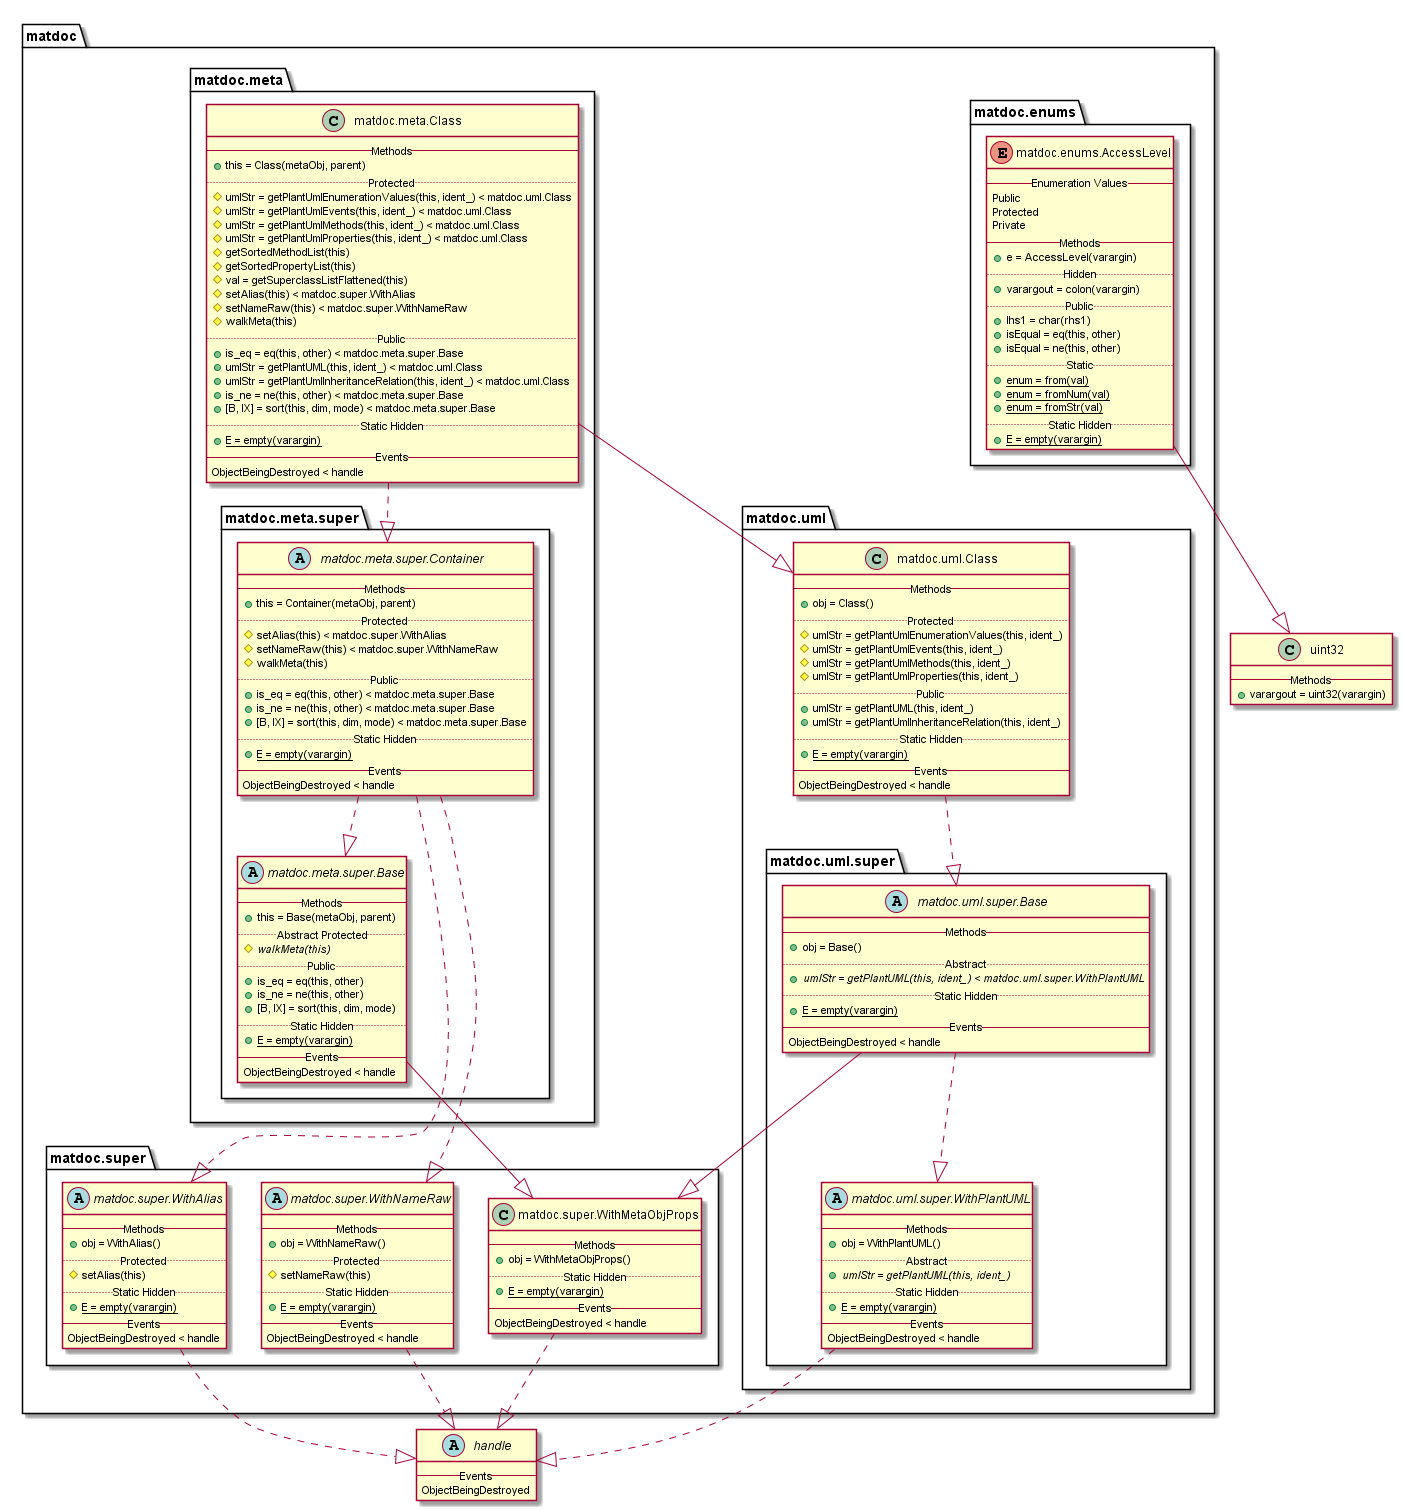 matdoc
matdoc.meta
matdoc.meta.Class
Methods
this = Class(metaObj, parent)
Protected
umlStr = getPlantUmlEnumerationValues(this, ident_) < matdoc.uml.Class
umlStr = getPlantUmlEvents(this, ident_) < matdoc.uml.Class
umlStr = getPlantUmlMethods(this, ident_) < matdoc.uml.Class
umlStr = getPlantUmlProperties(this, ident_) < matdoc.uml.Class
getSortedMethodList(this)
getSortedPropertyList(this)
val = getSuperclassListFlattened(this)
setAlias(this) < matdoc.super.WithAlias
setNameRaw(this) < matdoc.super.WithNameRaw
walkMeta(this)
Public
is_eq = eq(this, other) < matdoc.meta.super.Base
umlStr = getPlantUML(this, ident_) < matdoc.uml.Class
umlStr = getPlantUmlInheritanceRelation(this, ident_) < matdoc.uml.Class
is_ne = ne(this, other) < matdoc.meta.super.Base
[B, IX] = sort(this, dim, mode) < matdoc.meta.super.Base
Static Hidden
E = empty(varargin)
Events
ObjectBeingDestroyed < handle
matdoc.enums
E matdoc.enums.AccessLevel
Enumeration Values
Public
Protected
Private
Methods
e = AccessLevel(varargin)
Hidden
varargout = colon(varargin)
Public
lhs1 = char(rhs1)
isEqual = eq(this, other)
isEqual = ne(this, other)
Static
enum = from(val)
enum = fromNum(val)
enum = fromStr(val)
Static Hidden
E = empty(varargin)
matdoc.meta.super
A matdoc.meta.super.Container
Methods
this = Container(metaObj, parent)
Protected
setAlias(this) < matdoc.super.WithAlias
setNameRaw(this) < matdoc.super.WithNameRaw
walkMeta(this)
Public
is_eq = eq(this, other) < matdoc.meta.super.Base
is_ne = ne(this, other) < matdoc.meta.super.Base
[B, IX] = sort(this, dim, mode) < matdoc.meta.super.Base
Static Hidden
E = empty(varargin)
Events
ObjectBeingDestroyed < handle
matdoc.uml
C matdoc.uml.Class
Methods
obj = Class()
Protected
umlStr = getPlantUmlEnumerationValues(this, ident_)
umlStr = getPlantUmlEvents(this, ident_)
umlStr = getPlantUmlMethods(this, ident_)
umlStr = getPlantUmlProperties(this, ident_)
Public
umlStr = getPlantUML(this, ident_)
umlStr = getPlantUmlInheritanceRelation(this, ident_)
Static Hidden
E = empty(varargin)
Events
ObjectBeingDestroyed < handle
C uint32
Methods
varargout = uint32(varargin)
A matdoc.meta.super.Base
Methods
this = Base(metaObj, parent)
Abstract Protected
walkMeta(this)
Public
is_eq = eq(this, other)
is_ne = ne(this, other)
[B, IX] = sort(this, dim, mode)
Static Hidden
E = empty(varargin)
Events
ObjectBeingDestroyed < handle
matdoc.uml.super
A matdoc.uml.super.Base
Methods
obj = Base()
Abstract
umlStr = getPlantUML(this, ident_) < matdoc.uml.super.WithPlantUML
Static Hidden
E = empty(varargin)
Events
ObjectBeingDestroyed < handle
matdoc.super
A matdoc.super.WithAlias
Methods
obj = WithAlias()
Protected
setAlias(this)
Static Hidden
E = empty(varargin)
Events
ObjectBeingDestroyed < handle
A matdoc.super.WithNameRaw
Methods
obj = WithNameRaw()
Protected
setNameRaw(this)
Static Hidden
E = empty(varargin)
Events
ObjectBeingDestroyed < handle
C matdoc.super.WithMetaObjProps
Methods
obj = WithMetaObjProps()
Static Hidden
E = empty(varargin)
Events
ObjectBeingDestroyed < handle
A matdoc.uml.super.WithPlantUML
Methods
obj = WithPlantUML()
Abstract
umlStr = getPlantUML(this, ident_)
Static Hidden
E = empty(varargin)
Events
ObjectBeingDestroyed < handle
A handle
Events
ObjectBeingDestroyed